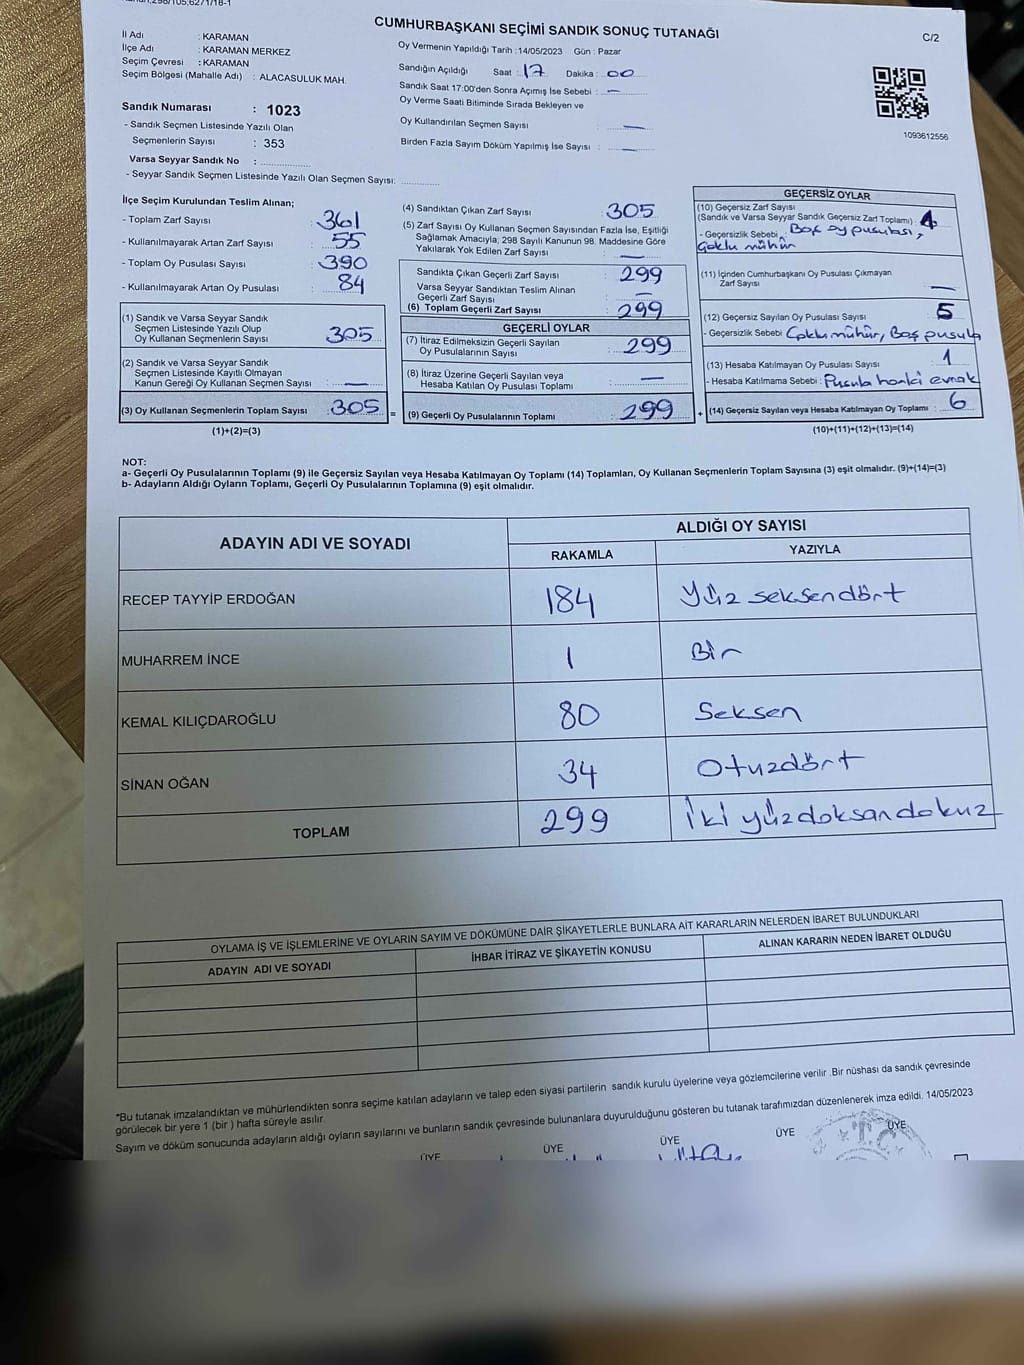 CUMHURBAŞKANI SEÇİMİ SANDIK SONUÇ TUTANAĞI
C/2
İl Adı : KARAMAN
İlçe Adı : KARAMAN MERKEZ
Seçim Çevresi : KARAMAN
Seçim Bölgesi (Mahalle Adı) : ALACASULUK MAH.
Sandık Numarası : 1023
- Sandık Seçmen Listesinde Yazılı Olan
Seçmenlerin Sayısı : 353
Varsa Seyyar Sandık No :
- Seyyar Sandık Seçmen Listesinde Yazılı Olan Seçmen Sayısı:
Oy Vermenin Yapıldığı Tarih :14/05/2023 Gün : Pazar
Sandığın Açıldığı Saat : 17 Dakika : 00
Sandık Saat 17:00'den Sonra Açımış İse Sebebi : —
Oy Verme Saati Bitiminde Sırada Bekleyen ve
Oy Kullandırılan Seçmen Sayısı : —
Birden Fazla Sayım Döküm Yapılmış İse Sayısı : —
1093612556
İlçe Seçim Kurulundan Teslim Alınan;
- Toplam Zarf Sayısı : 361
- Kullanılmayarak Artan Zarf Sayısı : 55
- Toplam Oy Pusulası Sayısı : 390
- Kullanılmayarak Artan Oy Pusulası : 84
(1) Sandık ve Varsa Seyyar Sandık
Seçmen Listesinde Yazılı Olup
Oy Kullanan Seçmenlerin Sayısı : 305
(2) Sandık ve Varsa Seyyar Sandık
Seçmen Listesinde Kayıtlı Olmayan
Kanun Gereği Oy Kullanan Seçmen Sayısı : —
(3) Oy Kullanan Seçmenlerin Toplam Sayısı : 305 =
(1)+(2)=(3)
(4) Sandıktan Çıkan Zarf Sayısı : 305
(5) Zarf Sayısı Oy Kullanan Seçmen Sayısından Fazla İse, Eşitliği
Sağlamak Amacıyla; 298 Sayılı Kanunun 98. Maddesine Göre
Yakılarak Yok Edilen Zarf Sayısı : —
Sandıkta Çıkan Geçerli Zarf Sayısı : 299
Varsa Seyyar Sandıktan Teslim Alınan
Geçerli Zarf Sayısı : —
(6) Toplam Geçerli Zarf Sayısı : 299
GEÇERLİ OYLAR
(7) İtiraz Edilmeksizin Geçerli Sayılan
Oy Pusulalarının Sayısı : 299
(8) İtiraz Üzerine Geçerli Sayılan veya
Hesaba Katılan Oy Pusulası Toplamı : —
(9) Geçerli Oy Pusulalarının Toplamı : 299 +
GEÇERSİZ OYLAR
(10) Geçersiz Zarf Sayısı
(Sandık ve Varsa Seyyar Sandık Geçersiz Zarf Toplamı) :
- Geçersizlik Sebebi : Boş oy pusulası,
Çoklu mühür
(11) İçinden Cumhurbaşkanı Oy Pusulası Çıkmayan
Zarf Sayısı : —
(12) Geçersiz Sayılan Oy Pusulası Sayısı : 5
- Geçersizlik Sebebi : Çoklu mühür, Boş pusula
(13) Hesaba Katılmayan Oy Pusulası Sayısı : 1
- Hesaba Katılmama Sebebi : Pusula harici evrak
(14) Geçersiz Sayılan veya Hesaba Katılmayan Oy Toplamı : 6
(10)+(11)+(12)+(13)=(14)
NOT:
a- Geçerli Oy Pusulalarının Toplamı (9) ile Geçersiz Sayılan veya Hesaba Katılmayan Oy Toplamı (14) Toplamları, Oy Kullanan Seçmenlerin Toplam Sayısına (3) eşit olmalıdır. (9)+(14)=(3)
b- Adayların Aldığı Oyların Toplamı, Geçerli Oy Pusulalarının Toplamına (9) eşit olmalıdır.
ADAYIN ADI VE SOYADI
ALDIĞI OY SAYISI
RAKAMLA YAZIYLA
RECEP TAYYİP ERDOĞAN 184 Yüz seksendört
MUHARREM İNCE 1 Bir
KEMAL KILIÇDAROĞLU 80 Seksen
SİNAN OĞAN 34 Otuzdört
TOPLAM 299 İki yüzdoksandokuz
OYLAMA İŞ VE İŞLEMLERİNE VE OYLARIN SAYIM VE DÖKÜMÜNE DAİR ŞİKAYETLERLE BUNLARA AİT KARARLARIN NELERDEN İBARET BULUNDUKLARI
ADAYIN ADI VE SOYADI İHBAR İTİRAZ VE ŞİKAYETİN KONUSU ALINAN KARARIN NEDEN İBARET OLDUĞU
*Bu tutanak imzalandıktan ve mühürlendikten sonra seçime katılan adayların ve talep eden siyasi partilerin sandık kurulu üyelerine veya gözlemcilerine verilir .Bir nüshası da sandık çevresinde
görülecek bir yere 1 (bir ) hafta süreyle asılır.
Sayım ve döküm sonucunda adayların aldığı oyların sayılarını ve bunların sandık çevresinde bulunanlara duyurulduğunu gösteren bu tutanak tarafımızdan düzenlenerek imza edildi. 14/05/2023
ÜYE ÜYE ÜYE ÜYE ÜYE
T.C.